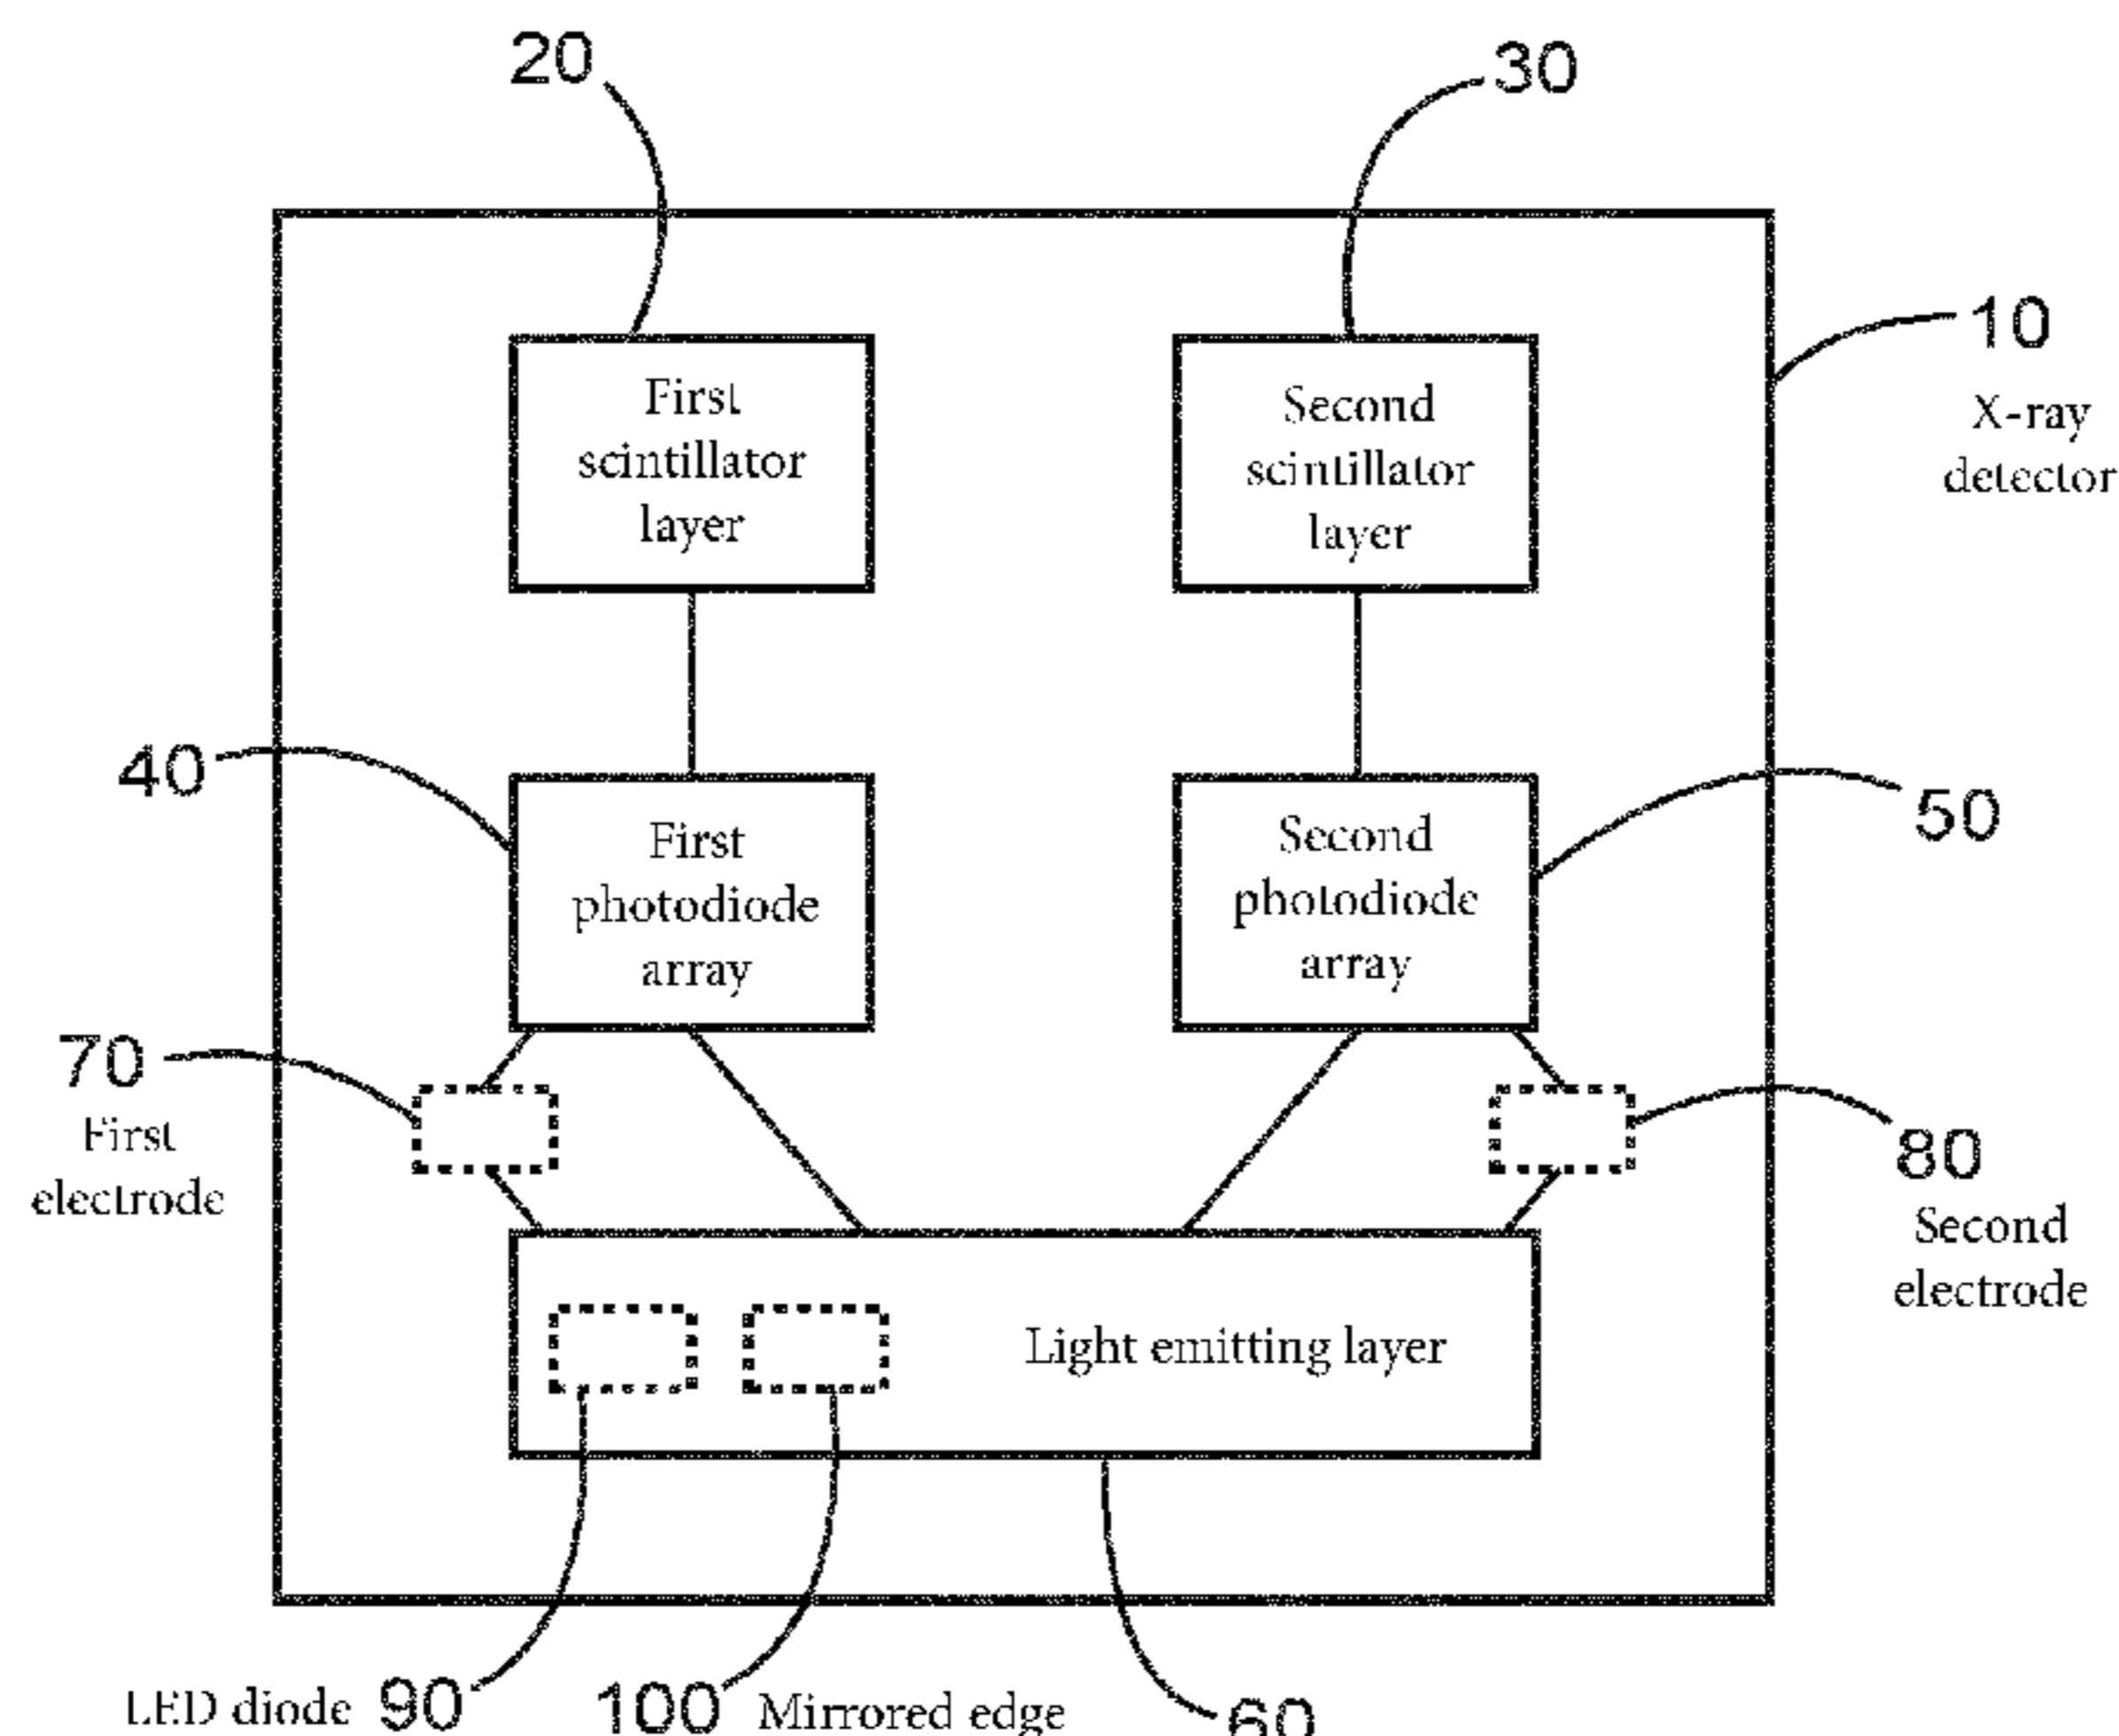 20
30
10
X-ray
detector
First
scintillator
layer
Second
scintillator
layer
40
First
photodiode
array
Second
photodiode
array
50
70
First
electrode
80
Second
electrode
Light emitting layer
LED diode 90
100 Mirrored edge
60